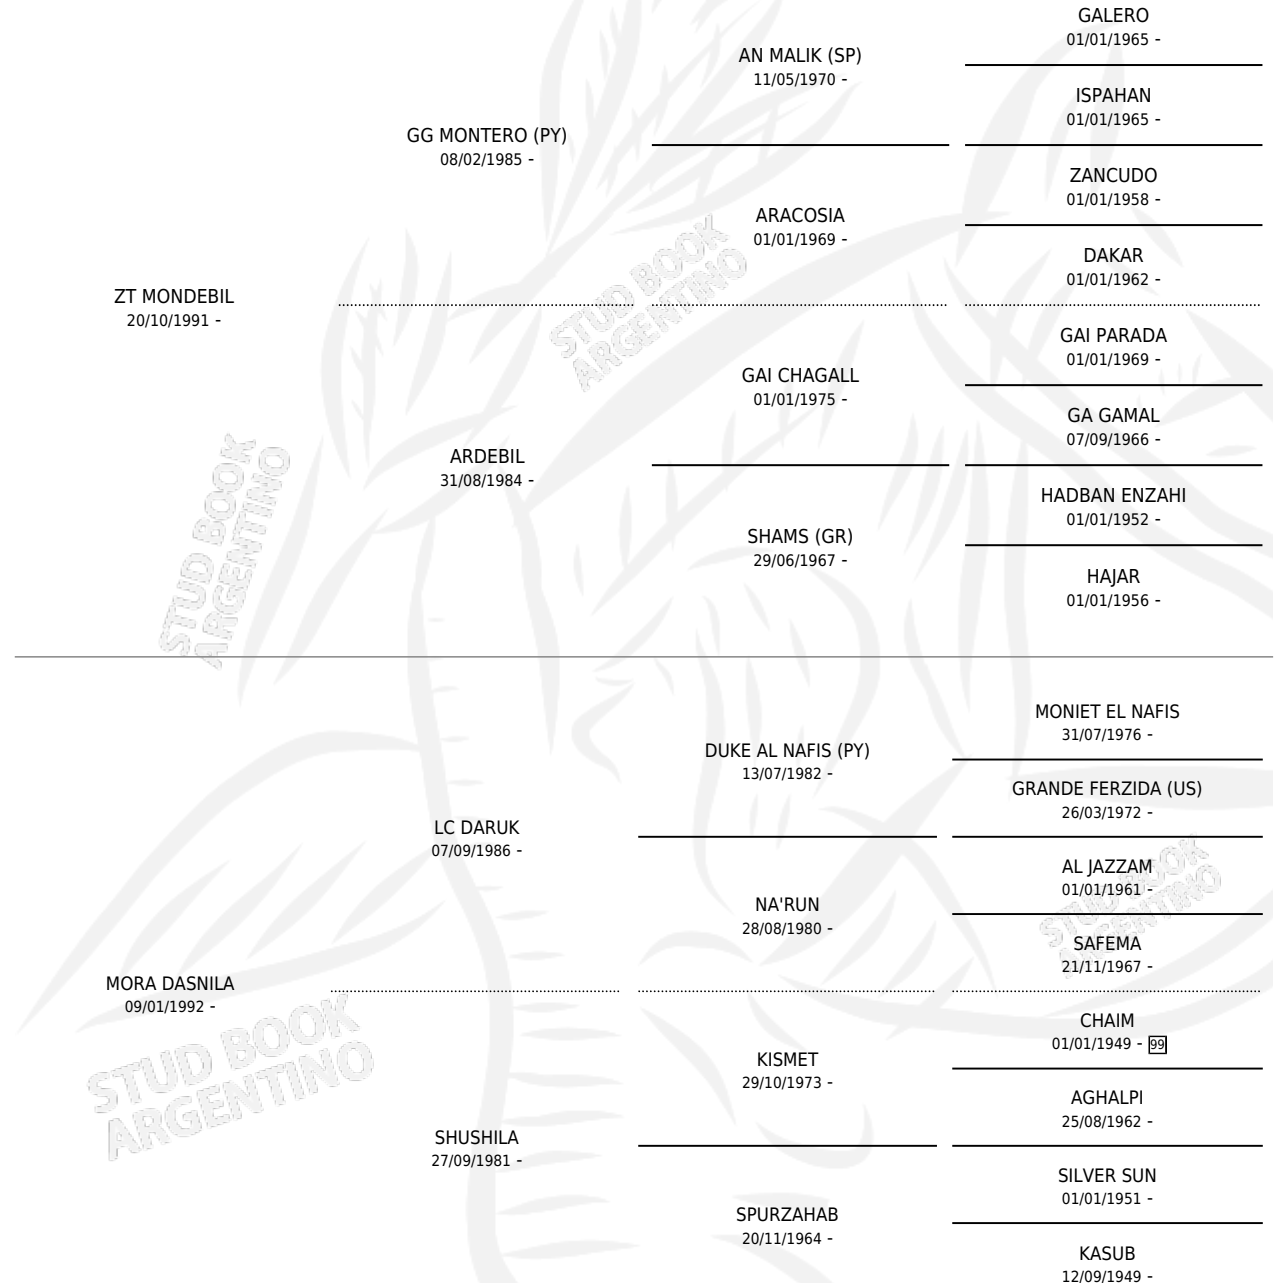 GALERO
01/01/1965 -
AN MALIK (SP)
11/05/1970 -
ISPAHAN
01/01/1965 -
GG MONTERO (PY)
08/02/1985 -
ZANCUDO
01/01/1958 -
ARACOSIA
01/01/1969 -
DAKAR
01/01/1962 -
ZT MONDEBIL
20/10/1991 -
GAI PARADA
01/01/1969 -
GAI CHAGALL
01/01/1975 -
GA GAMAL
07/09/1966 -
ARDEBIL
31/08/1984 -
HADBAN ENZAHI
01/01/1952 -
SHAMS (GR)
29/06/1967 -
HAJAR
01/01/1956 -
STUD BOOK
ARGENTINO
STUD BOOK
ARGENTINO
MONIET EL NAFIS
31/07/1976 -
DUKE AL NAFIS (PY)
13/07/1982 -
GRANDE FERZIDA (US)
26/03/1972 -
LC DARUK
07/09/1986 -
AL JAZZAM
01/01/1961 -
NA'RUN
28/08/1980 -
SAFEMA
21/11/1967 -
MORA DASNILA
09/01/1992 -
CHAIM
01/01/1949 - 99
KISMET
29/10/1973 -
AGHALPI
25/08/1962 -
SHUSHILA
27/09/1981 -
SILVER SUN
01/01/1951 -
SPURZAHAB
20/11/1964 -
KASUB
12/09/1949 -
STUD BOOK
ARGENTINO
STUD BOOK
ARGENTINO